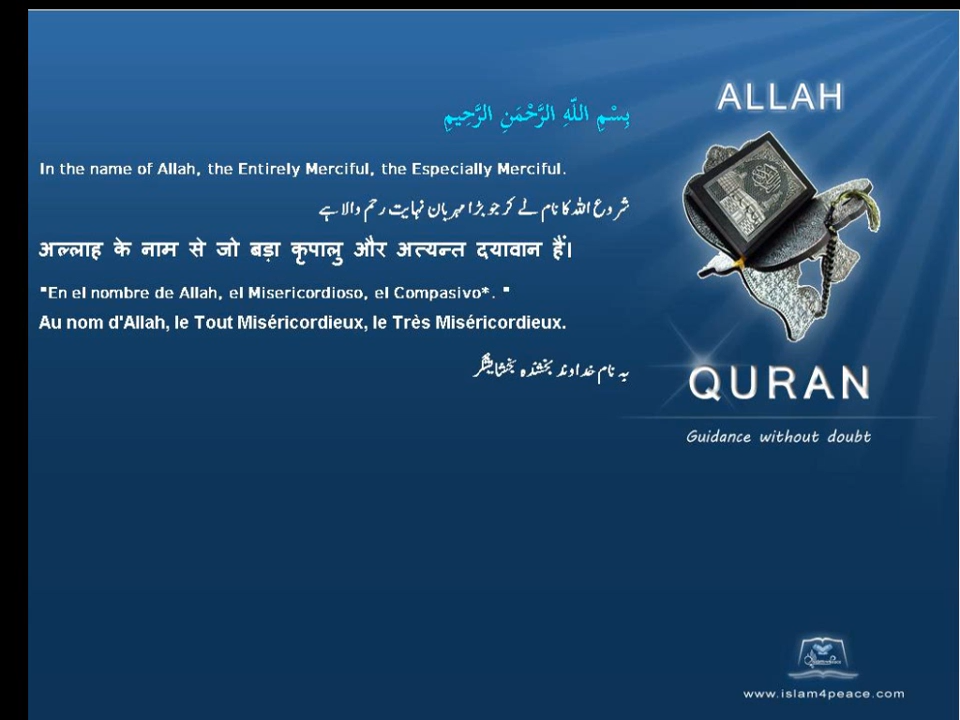 بِسْمِ اللّهِ الرَّحْمَنِ الرَّحِيمِ
In the name of Allah, the Entirely Merciful, the Especially Merciful.
شروع الله کا نام لے کر جو بڑا مہربان نہایت رحم والا ہے
अल्लाह के नाम से जो बड़ा कृपालु और अत्यन्त दयावान हैं।
"En el nombre de Allah, el Misericordioso, el Compasivo*. "
Au nom d'Allah, le Tout Miséricordieux, le Très Miséricordieux.
به نام خداوند بخشنده بخشایشگر
ALLAH
QURAN
Guidance without doubt
www.islam4peace.com